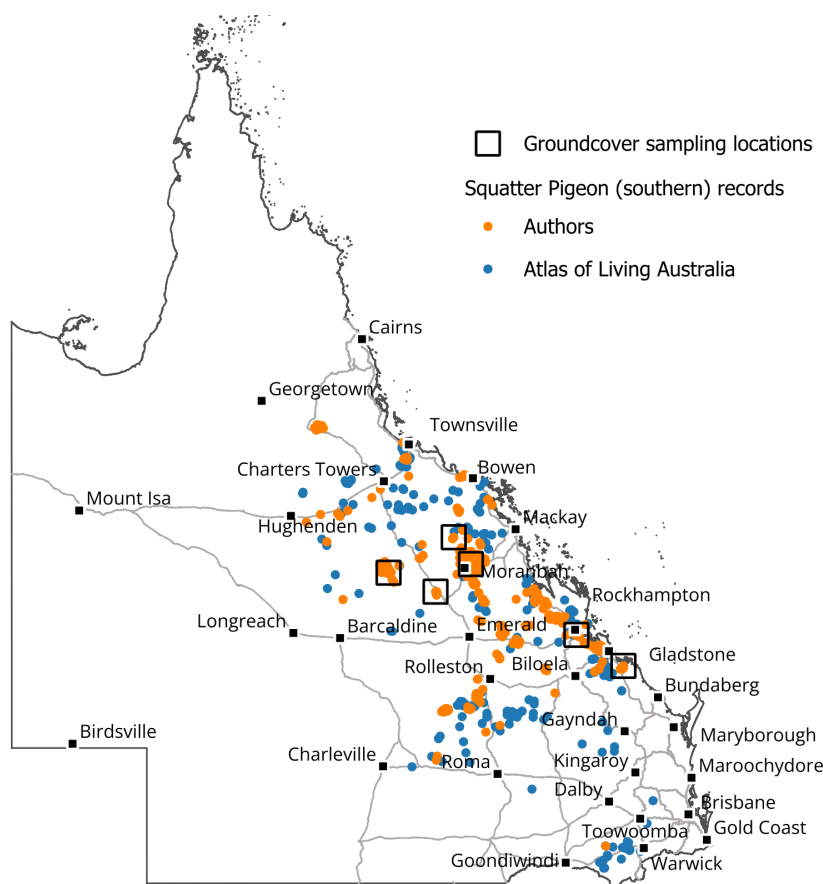 Groundcover sampling locations
Squatter Pigeon (southern) records
Authors
Atlas of Living Australia
Cairns
Georgetown
Townsville
Charters Towers
Bowen
Mount Isa
Hughenden
Mackay
Moranbah
Rockhampton
Longreach
Barcaldine
Emerald
Rolleston
Biloela
Gladstone
Bundaberg
Birdsville
Gayndah
Maryborough
Charleville
Roma
Kingaroy
Maroochydore
Dalby
Brisbane
Toowoomba
Gold Coast
Goondiwindi
Warwick